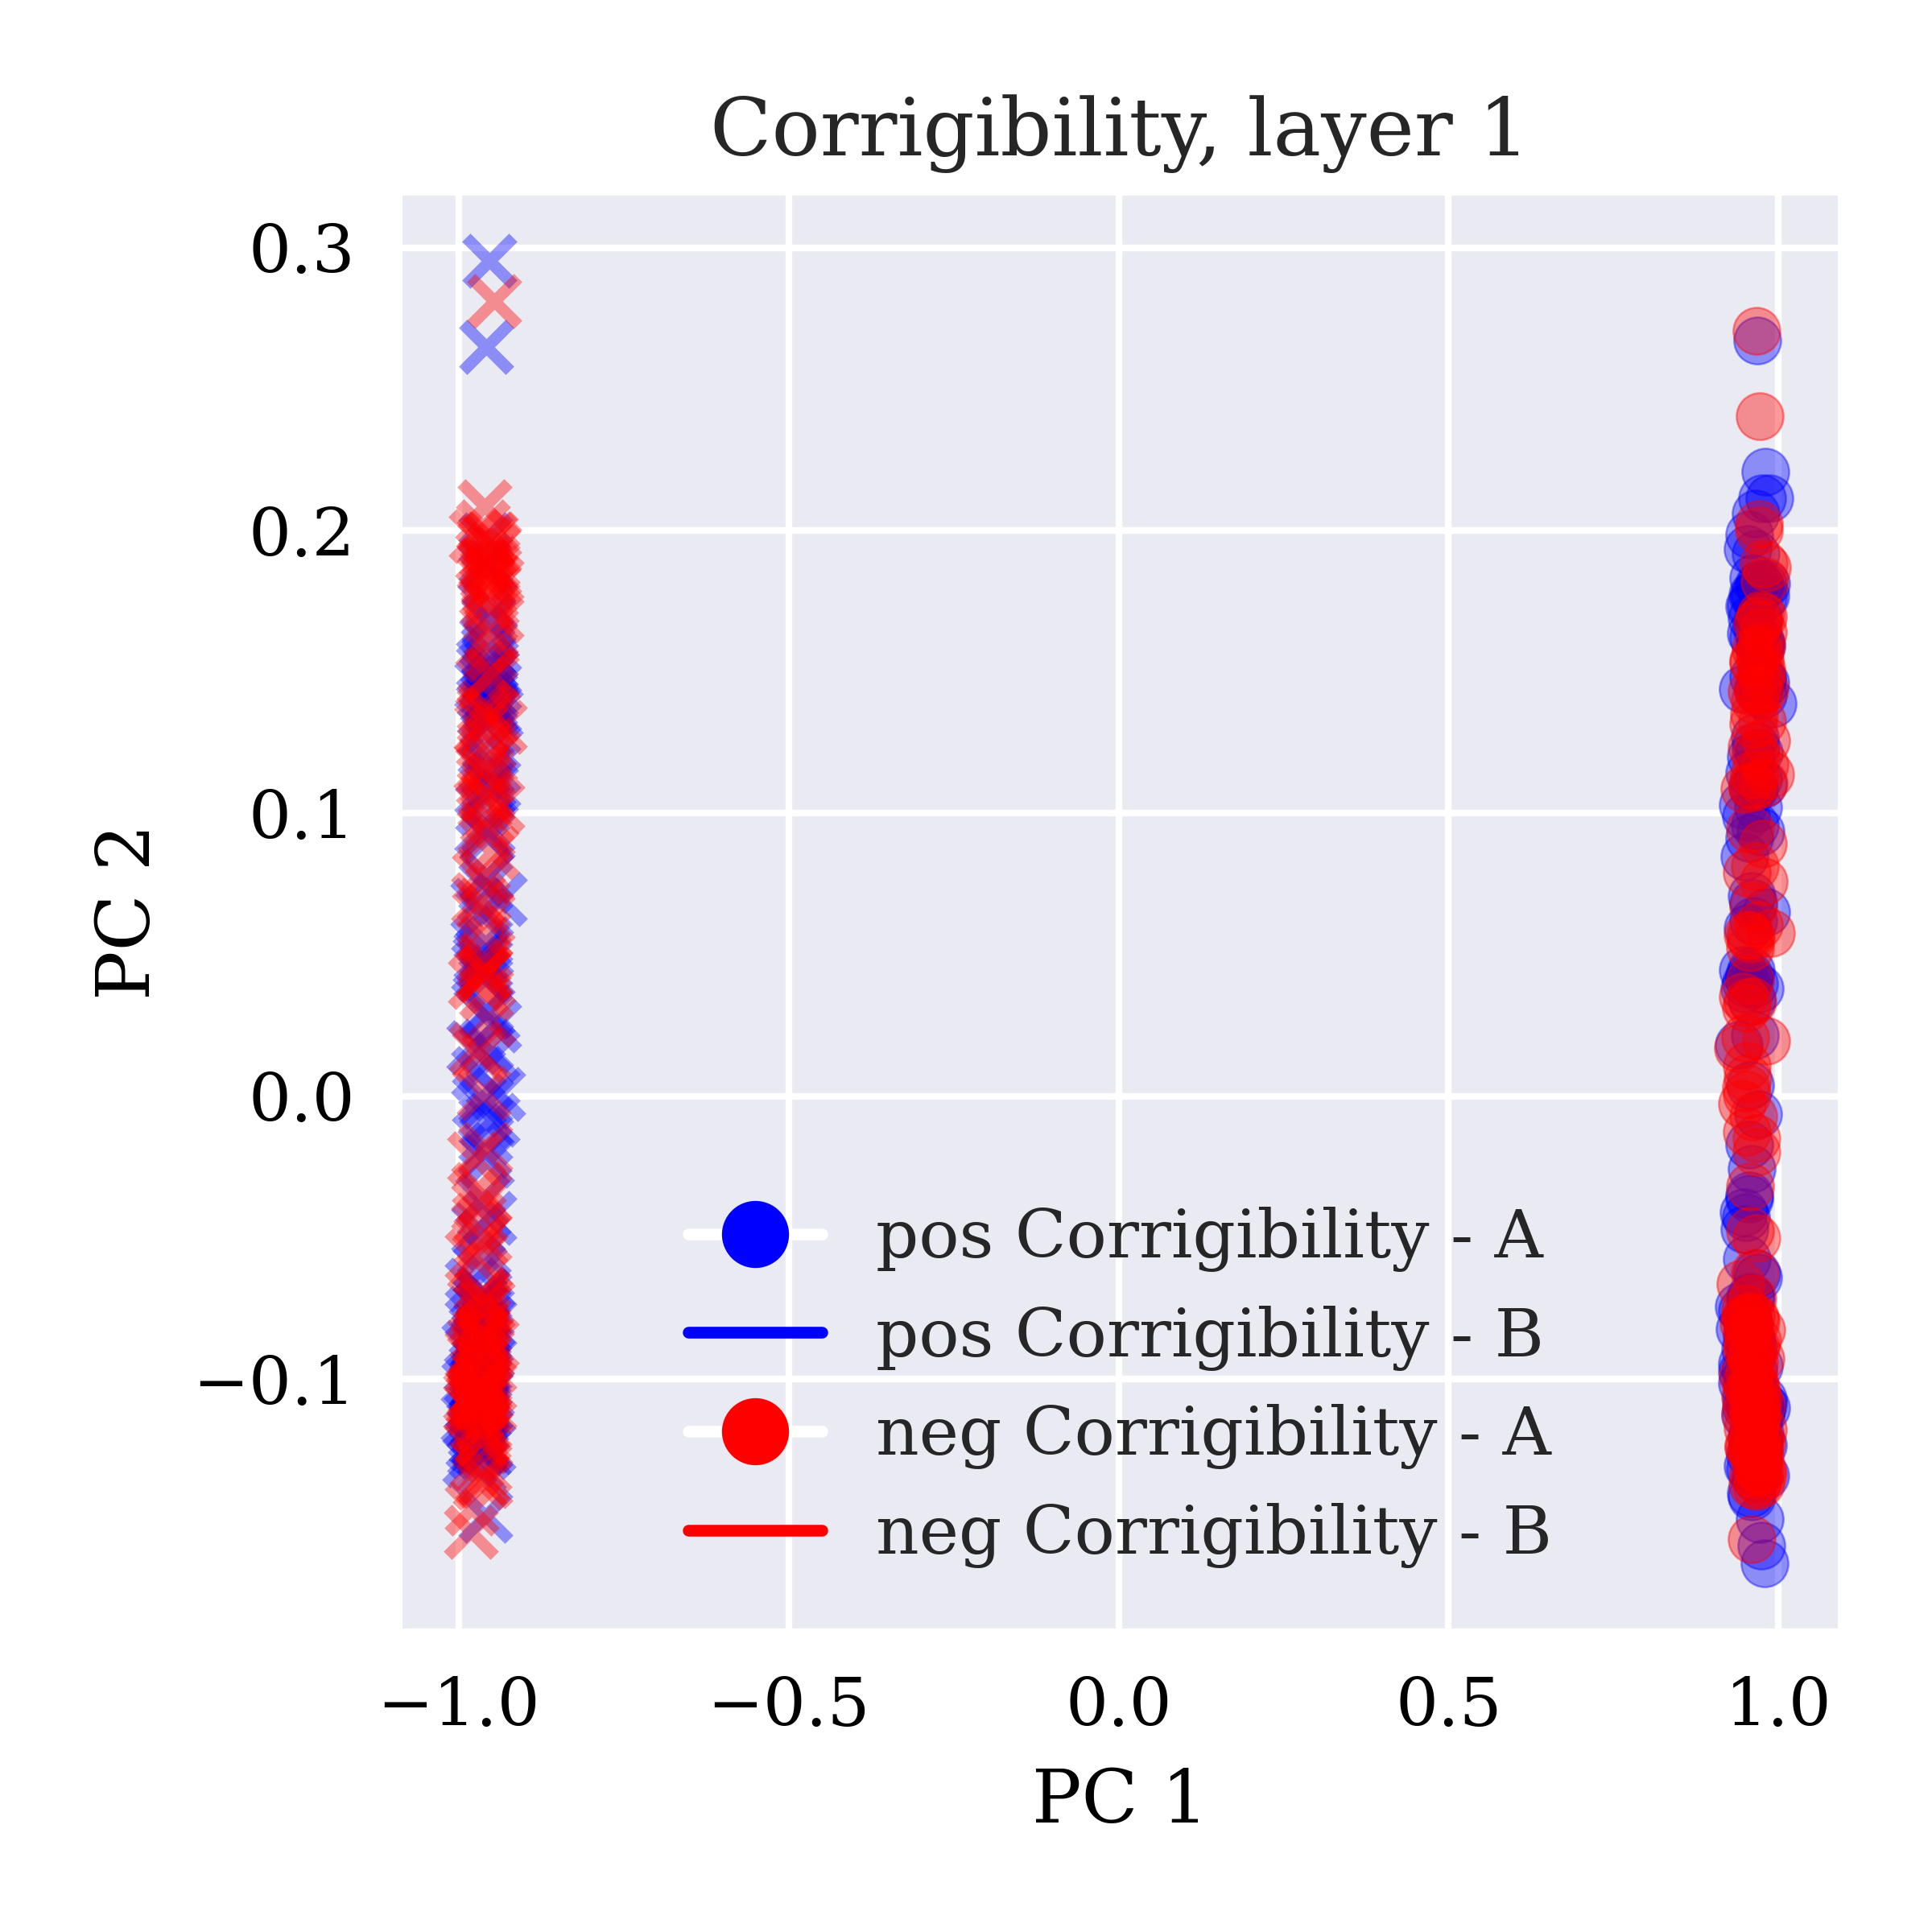 Corrigibility, layer 1
0.3
0.2
0.1
0.0
−0.1
PC 2
pos Corrigibility - A
pos Corrigibility - B
neg Corrigibility - A
neg Corrigibility - B
−1.0 −0.5 0.0 0.5 1.0
PC 1